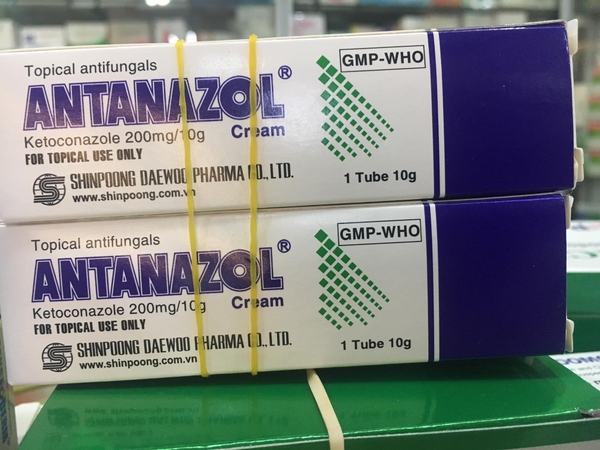 Topical antifungals
GMP-WHO
ANTANAZOL®
Ketoconazole 200mg/10g Cream
FOR TOPICAL USE ONLY
SHINPOONG DAEWOO PHARMA CO.,LTD.
1 Tube 10g
www.shinpoong.com.vn
Topical antifungals
GMP-WHO
ANTANAZOL®
Ketoconazole 200mg/10g Cream
FOR TOPICAL USE ONLY
SHINPOONG DAEWOO PHARMA CO.,LTD.
1 Tube 10g
www.shinpoong.com.vn